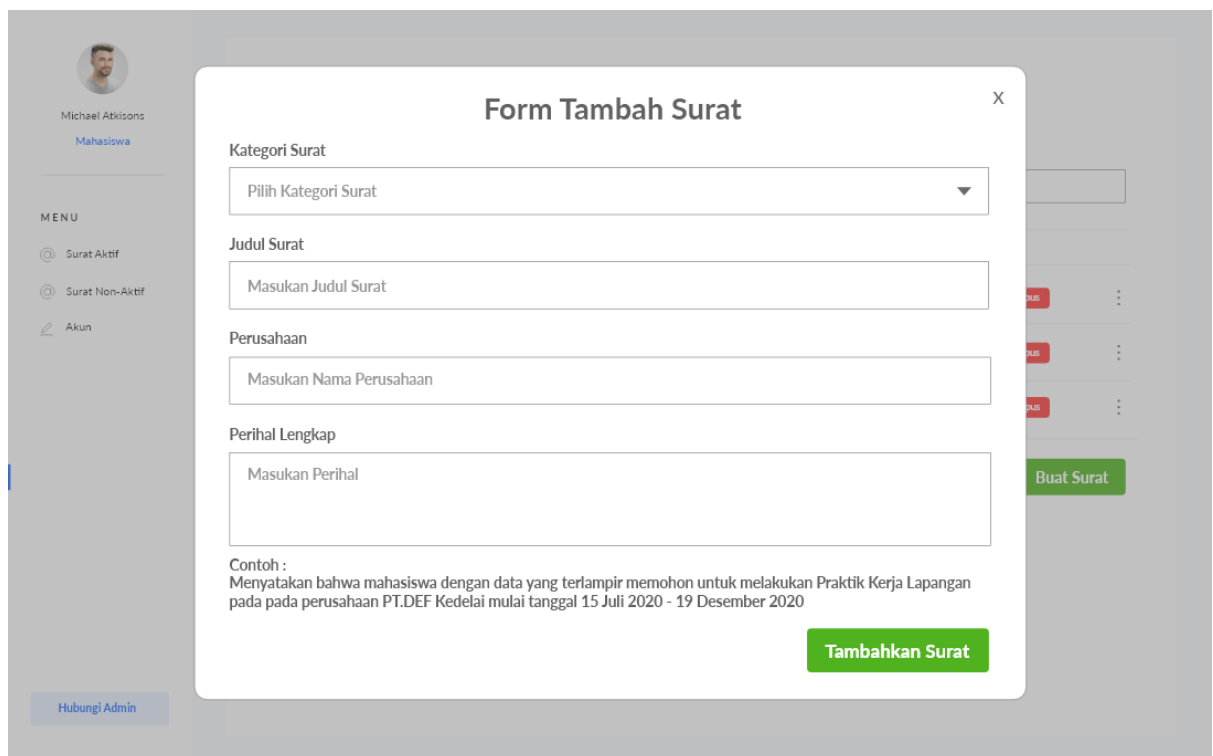 Michael Atkisons
Mahasiswa
MENU
Surat Aktif
Surat Non-Aktif
Akun
Hubungi Admin
Form Tambah Surat
X
Kategori Surat
Pilih Kategori Surat
Judul Surat
Masukan Judul Surat
Perusahaan
Masukan Nama Perusahaan
Perihal Lengkap
Masukan Perihal
Contoh :
Menyatakan bahwa mahasiswa dengan data yang terlampir memohon untuk melakukan Praktik Kerja Lapangan
pada pada perusahaan PT.DEF Kedelai mulai tanggal 15 Juli 2020 - 19 Desember 2020
Tambahkan Surat
Buat Surat